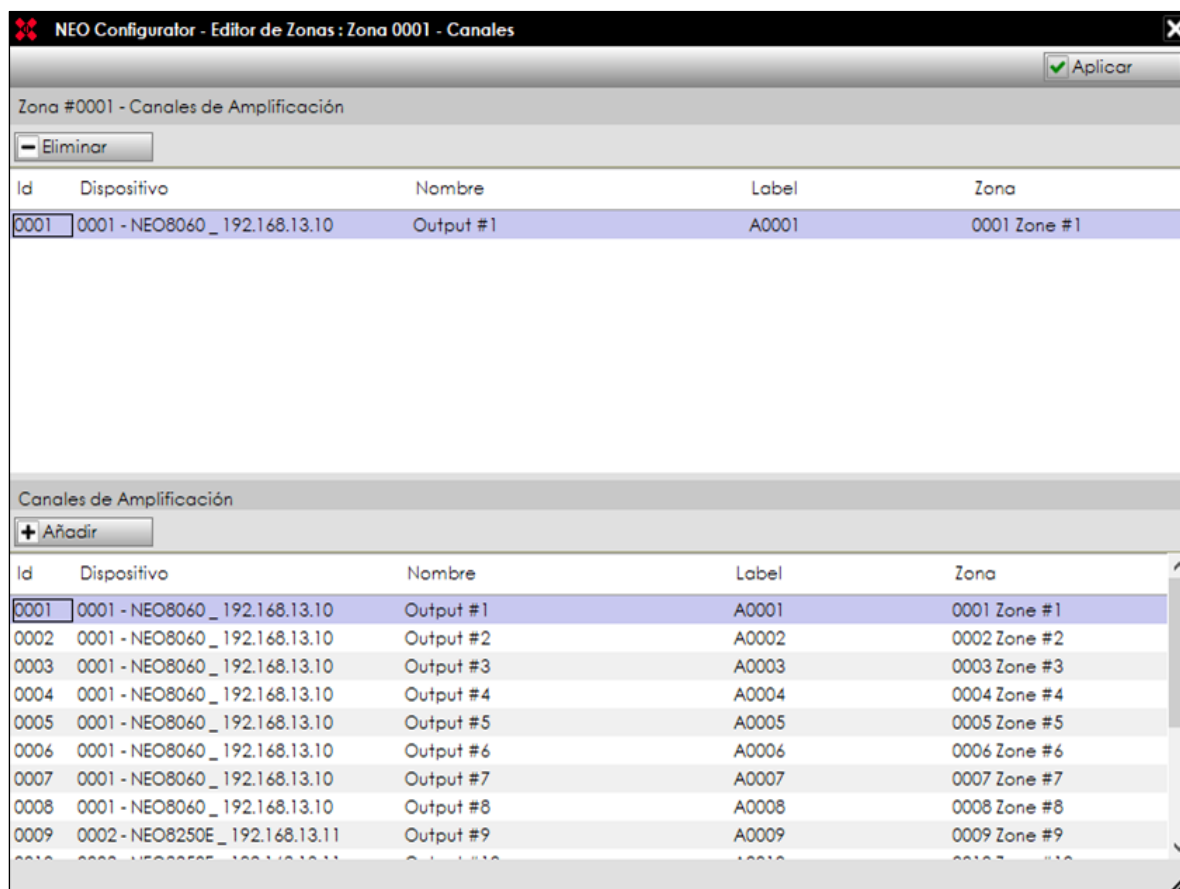 NEO Configurator - Editor de Zonas : Zona 0001 - Canales
Aplicar
Zona #0001 - Canales de Amplificación
Eliminar
Id Dispositivo Nombre Label Zona
0001 0001 - NEO8060 _ 192.168.13.10 Output #1 A0001 0001 Zone #1
Canales de Amplificación
Añadir
Id Dispositivo Nombre Label Zona
0001 0001 - NEO8060 _ 192.168.13.10 Output #1 A0001 0001 Zone #1
0002 0001 - NEO8060 _ 192.168.13.10 Output #2 A0002 0002 Zone #2
0003 0001 - NEO8060 _ 192.168.13.10 Output #3 A0003 0003 Zone #3
0004 0001 - NEO8060 _ 192.168.13.10 Output #4 A0004 0004 Zone #4
0005 0001 - NEO8060 _ 192.168.13.10 Output #5 A0005 0005 Zone #5
0006 0001 - NEO8060 _ 192.168.13.10 Output #6 A0006 0006 Zone #6
0007 0001 - NEO8060 _ 192.168.13.10 Output #7 A0007 0007 Zone #7
0008 0001 - NEO8060 _ 192.168.13.10 Output #8 A0008 0008 Zone #8
0009 0002 - NEO8250E _ 192.168.13.11 Output #9 A0009 0009 Zone #9